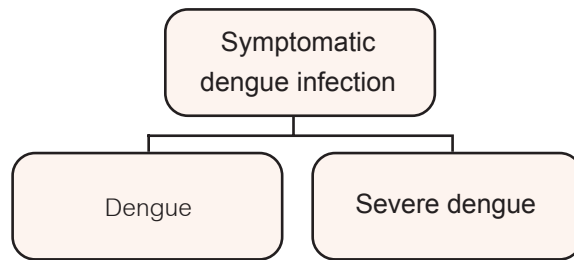 Symptomatic
dengue infection
Dengue
Severe dengue